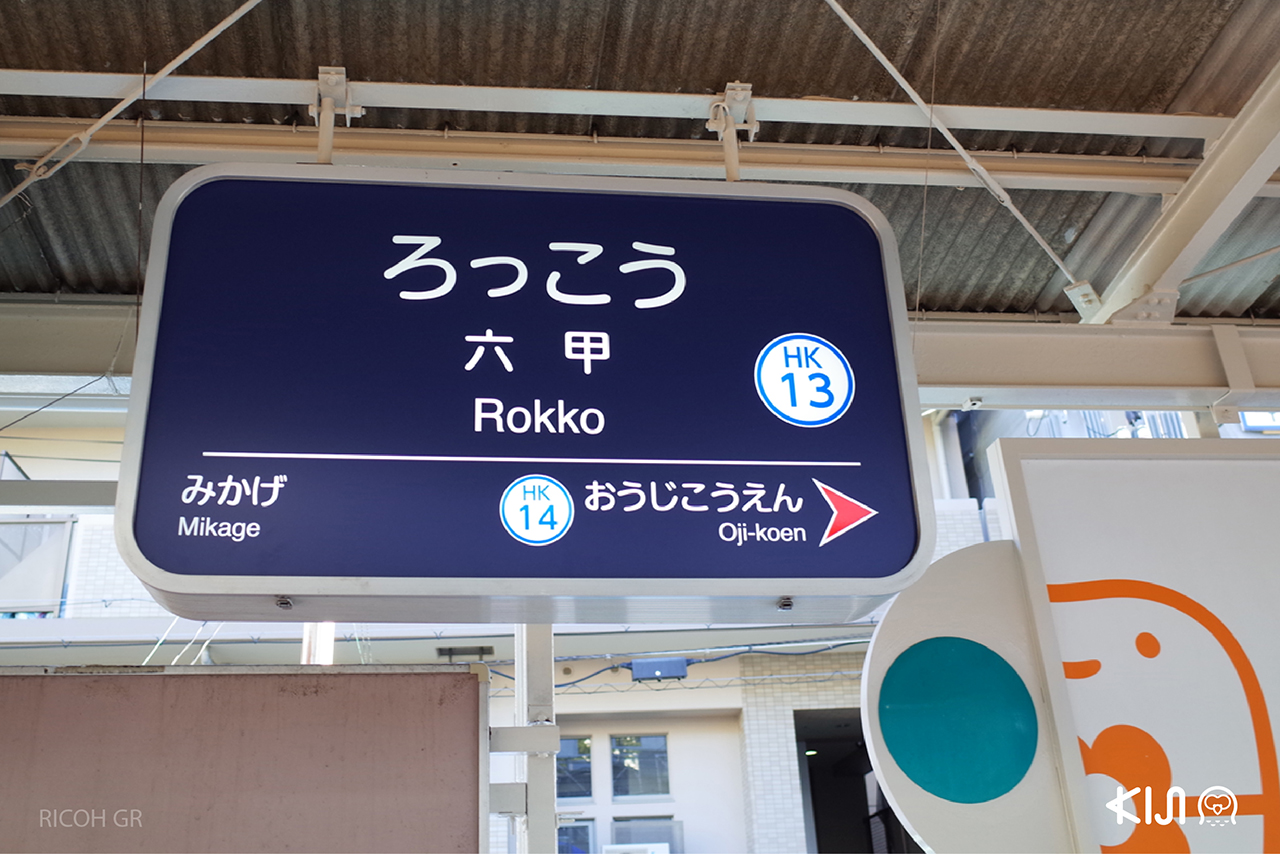 ろっこう
六甲
Rokko
HK
13
みかげ
Mikage
HK
14
おうじこうえん
Oji-koen
RICOH GR
KIJI